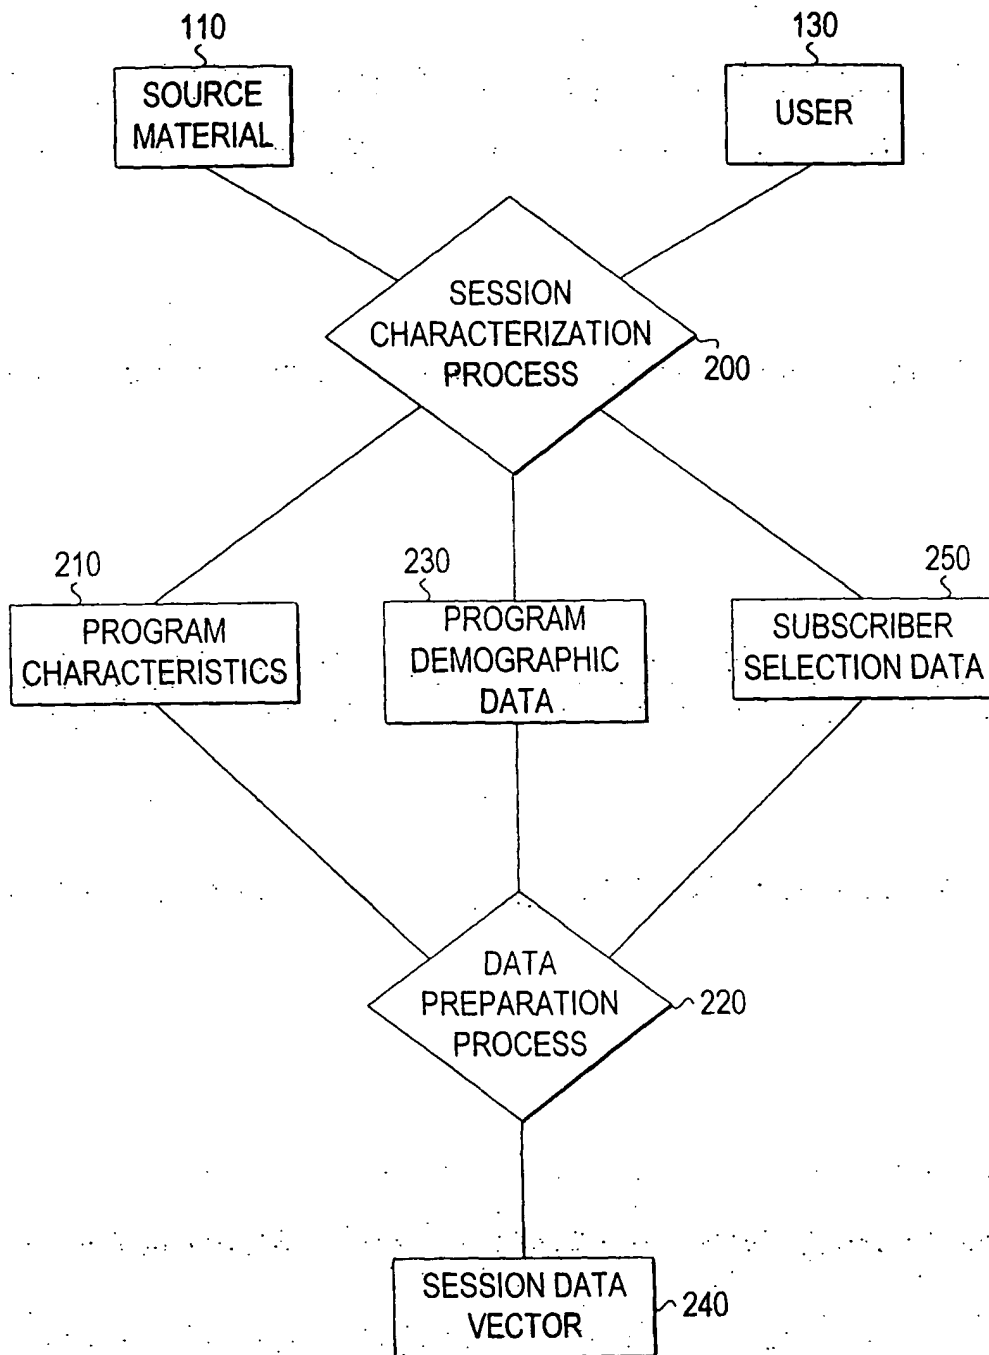 110
130
SOURCE
MATERIAL
USER
SESSION
CHARACTERIZATION
PROCESS
200
210
230
250
PROGRAM
CHARACTERISTICS
PROGRAM
DEMOGRAPHIC
DATA
SUBSCRIBER
SELECTION DATA
DATA
PREPARATION
PROCESS
220
SESSION DATA
VECTOR
240